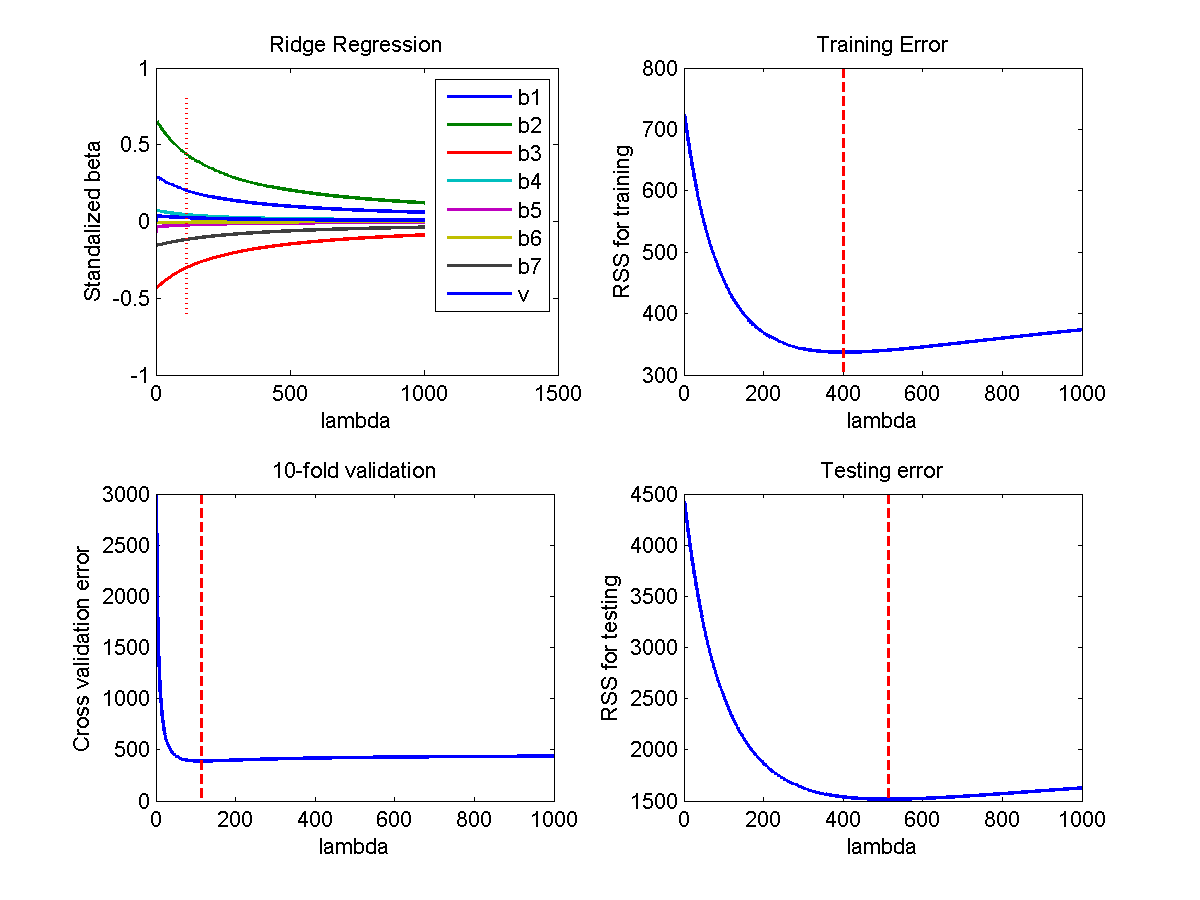 Ridge Regression
1
0.5
0
-0.5
-1
0
500
1000
1500
Standalized beta
lambda
b1
b2
b3
b4
b5
b6
b7
v
Training Error
800
700
600
500
400
300
0
200
400
600
800
1000
RSS for training
lambda
10-fold validation
3000
2500
2000
1500
1000
500
0
0
200
400
600
800
1000
Cross validation error
lambda
Testing error
4500
4000
3500
3000
2500
2000
1500
0
200
400
600
800
1000
RSS for testing
lambda